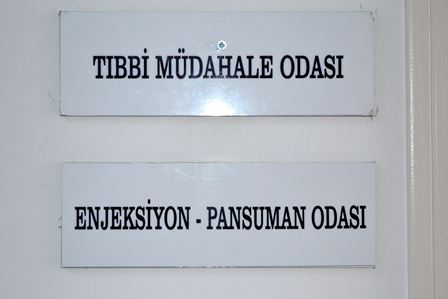 TIBBİ MÜDAHALE ODASI
ENJEKSİYON - PANSUMAN ODASI